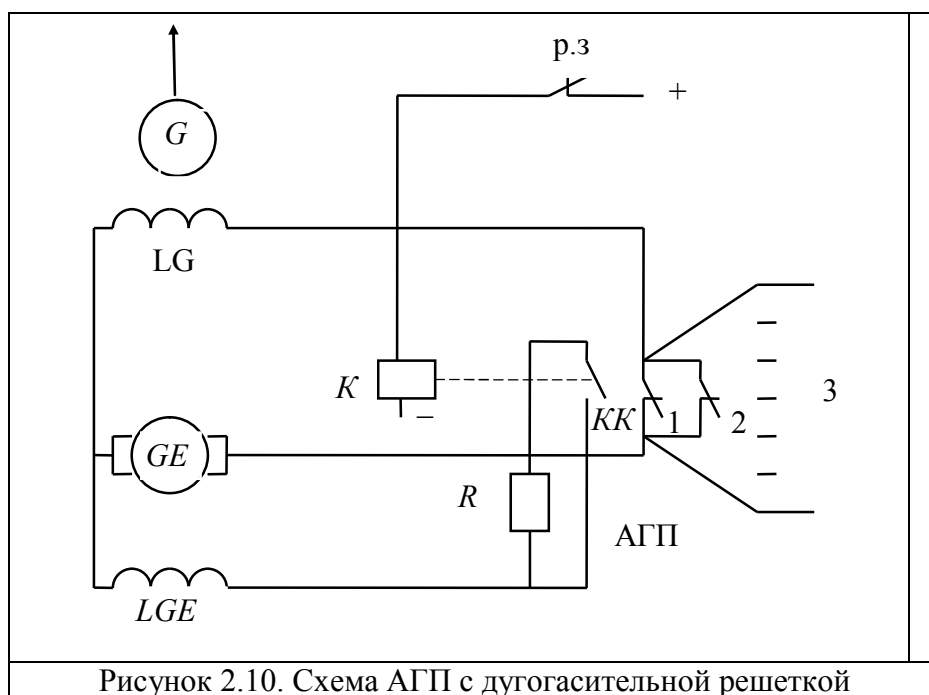 р.з
+
G
LG
K
–
KK
1
2
3
GE
R
АГП
LGE
Рисунок 2.10. Схема АГП с дугогасительной решеткой